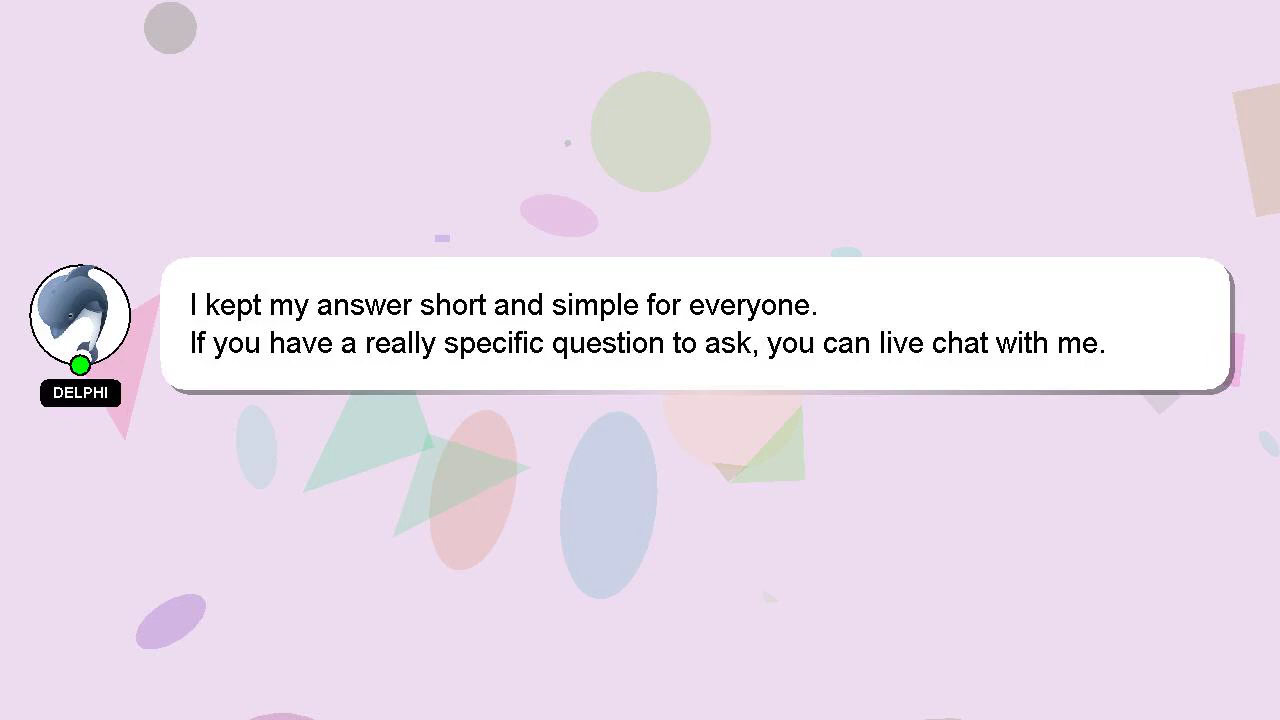 I kept my answer short and simple for everyone.
If you have a really specific question to ask, you can live chat with me.
DELPHI